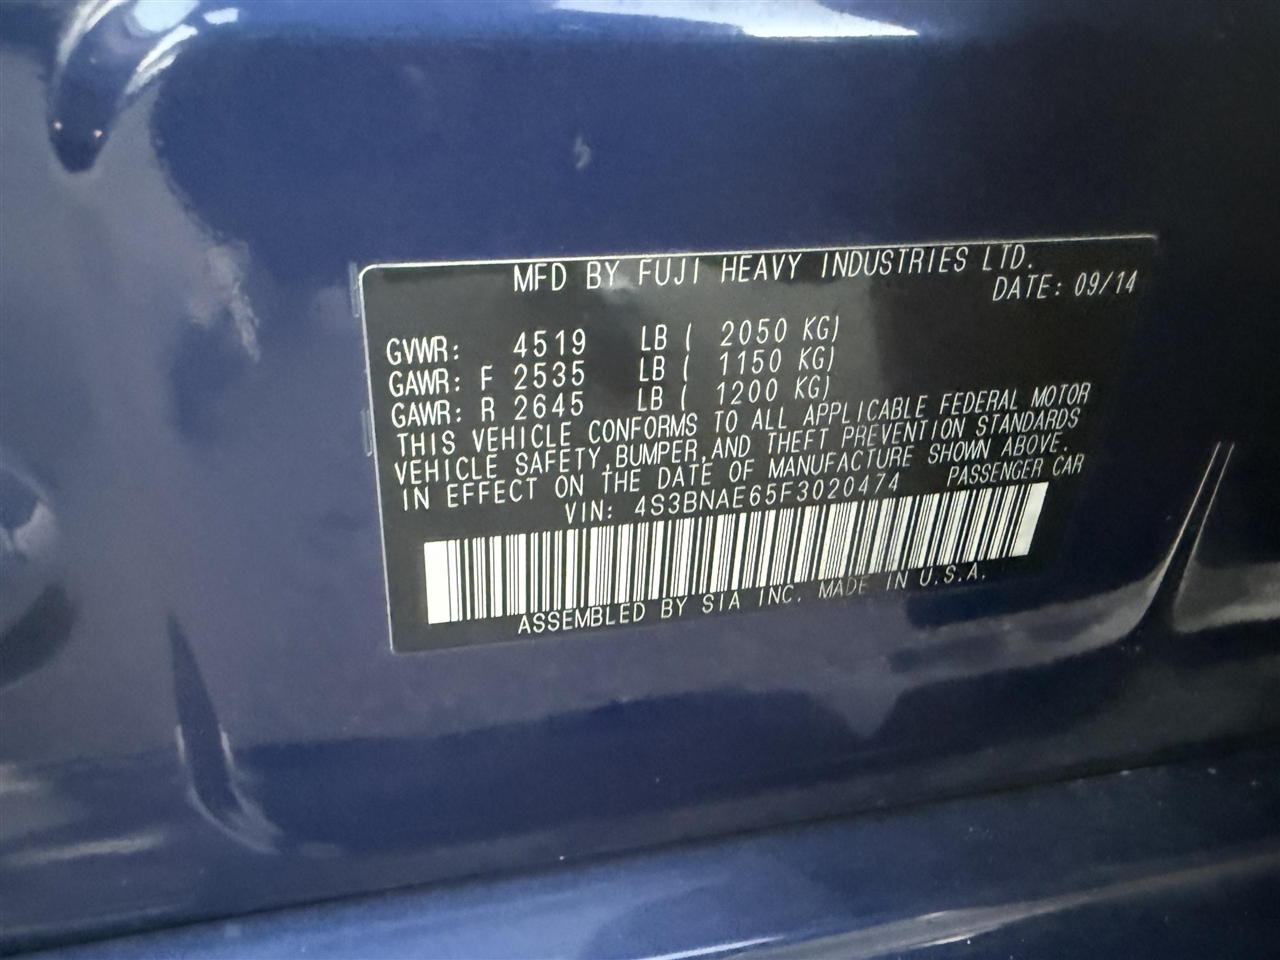 MFD BY FUJI HEAVY INDUSTRIES LTD.
DATE: 09/14
GVWR: 4519 LB ( 2050 KG)
GAWR: F 2535 LB ( 1150 KG)
GAWR: R 2645 LB ( 1200 KG)
THIS VEHICLE CONFORMS TO ALL APPLICABLE FEDERAL MOTOR
VEHICLE SAFETY,BUMPER,AND THEFT PREVENTION STANDARDS
IN EFFECT ON THE DATE OF MANUFACTURE SHOWN ABOVE.
VIN: 4S3BNAE65F3020474 PASSENGER CAR
ASSEMBLED BY SIA INC. MADE IN U.S.A.